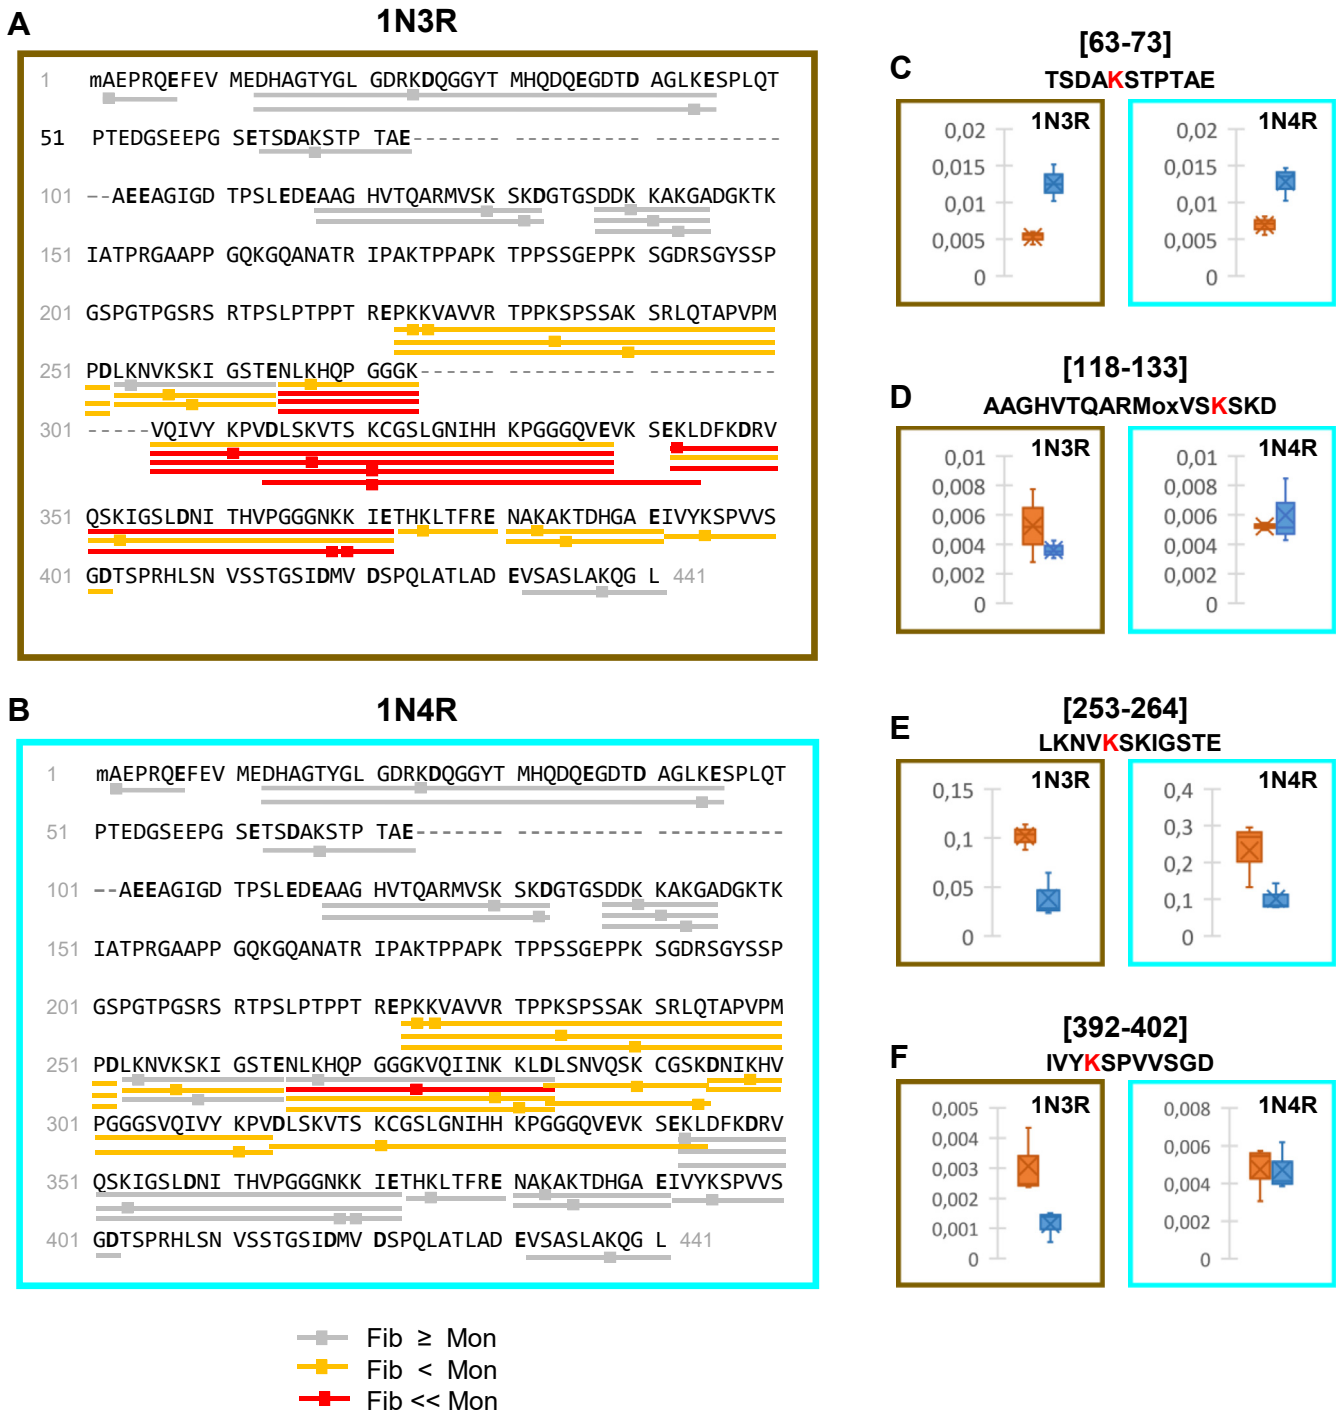 A
1N3R
1 mAEPRQEFEV MEDHAGTYGL GDRKDQGGYT MHQDQEGDTD AGLKESPLQT
51 PTEDGSEEPG SETSDAKSTP TAE------- ---------- ----------
101 --AEEAGIGD TPSLEDEAAG HVTQARMVSK SKDGTGSDDK KAKGADGKTK
151 IATPRGAAPP GQKGQANATR IPAKTPPAPK TPPSSGEPPK SGDRSGYSSP
201 GSPGTPGSRS RTPSLPTPPT REPKKVAVVR TPPKSPSSAK SRLQTAPVPM
251 PDLKNVKSKI GSTENLKHQP GGGK------ ---------- ----------
301 -----VQIVY KPVDLSKVTS KCGSLGNIHH KPGGGQVEVK SEKLDFKDRV
351 QSKIGSLDNI THVPGGGNKK IETHKLTFRE NAKAKTDHGA EIVYKSPVVS
401 GDTSPRHLSN VSSTGSIDMV DSPQLATLAD EVSASLAKQG L 441
B
1N4R
1 mAEPRQEFEV MEDHAGTYGL GDRKDQGGYT MHQDQEGDTD AGLKESPLQT
51 PTEDGSEEPG SETSDAKSTP TAE------- ---------- ----------
101 --AEEAGIGD TPSLEDEAAG HVTQARMVSK SKDGTGSDDK KAKGADGKTK
151 IATPRGAAPP GQKGQANATR IPAKTPPAPK TPPSSGEPPK SGDRSGYSSP
201 GSPGTPGSRS RTPSLPTPPT REPKKVAVVR TPPKSPSSAK SRLQTAPVPM
251 PDLKNVKSKI GSTENLKHQP GGGKVQIINK KLDLSNVQSK CGSKDNIKHV
301 PGGGSVQIVY KPVDLSKVTS KCGSLGNIHH KPGGGQVEVK SEKLDFKDRV
351 QSKIGSLDNI THVPGGGNKK IETHKLTFRE NAKAKTDHGA EIVYKSPVVS
401 GDTSPRHLSN VSSTGSIDMV DSPQLATLAD EVSASLAKQG L 441
Fib ≥ Mon
Fib < Mon
Fib << Mon
C
[63-73]
TSDAKSTPTAE
1N3R
0,02
0,015
0,01
0,005
0
1N4R
0,02
0,015
0,01
0,005
0
D
[118-133]
AAGHVTQARMoxVSKSKD
1N3R
0,01
0,008
0,006
0,004
0,002
0
1N4R
0,01
0,008
0,006
0,004
0,002
0
E
[253-264]
LKNVKSKIGSTE
1N3R
0,15
0,1
0,05
0
1N4R
0,4
0,3
0,2
0,1
0
F
[392-402]
IVYKSPVVSGD
1N3R
0,005
0,004
0,003
0,002
0,001
0
1N4R
0,008
0,006
0,004
0,002
0